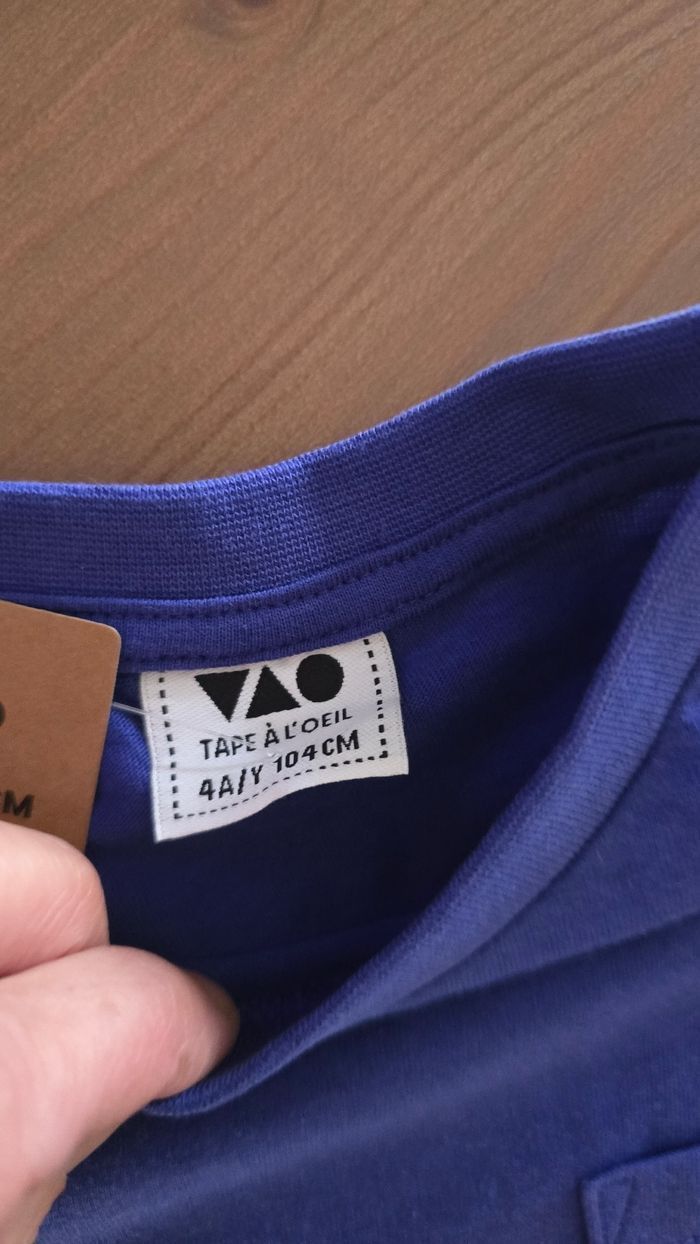 TAPE À L'OEIL
4A/Y 104CM